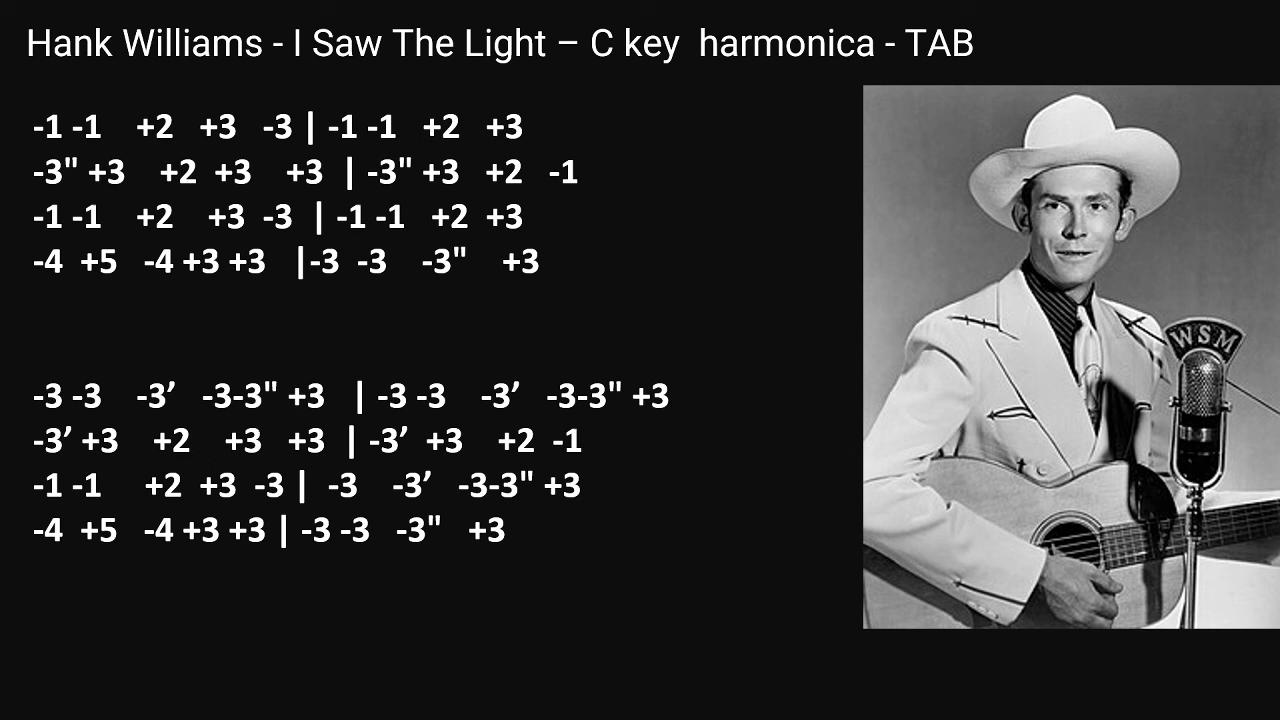 Hank Williams - I Saw The Light – C key harmonica - TAB
-1 -1 +2 +3 -3 | -1 -1 +2 +3
-3" +3 +2 +3 +3 | -3" +3 +2 -1
-1 -1 +2 +3 -3 | -1 -1 +2 +3
-4 +5 -4 +3 +3 |-3 -3 -3" +3
-3 -3 -3’ -3-3" +3 | -3 -3 -3’ -3-3" +3
-3’ +3 +2 +3 +3 | -3’ +3 +2 -1
-1 -1 +2 +3 -3 | -3 -3’ -3-3" +3
-4 +5 -4 +3 +3 | -3 -3 -3" +3
WSM